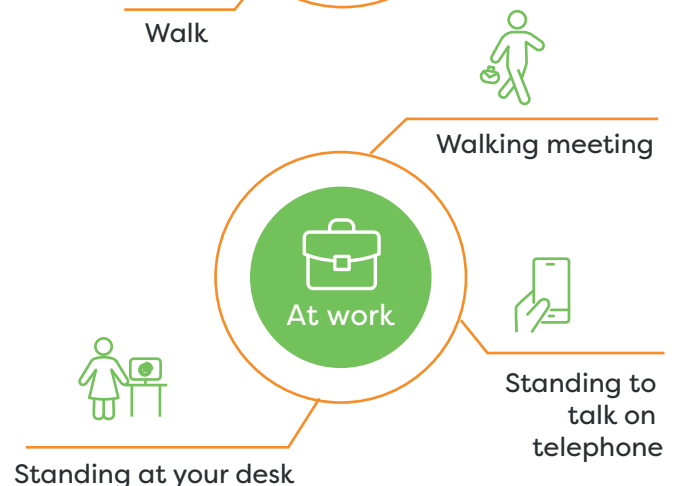 Walk
Walking meeting
At work
Standing to
talk on
telephone
Standing at your desk